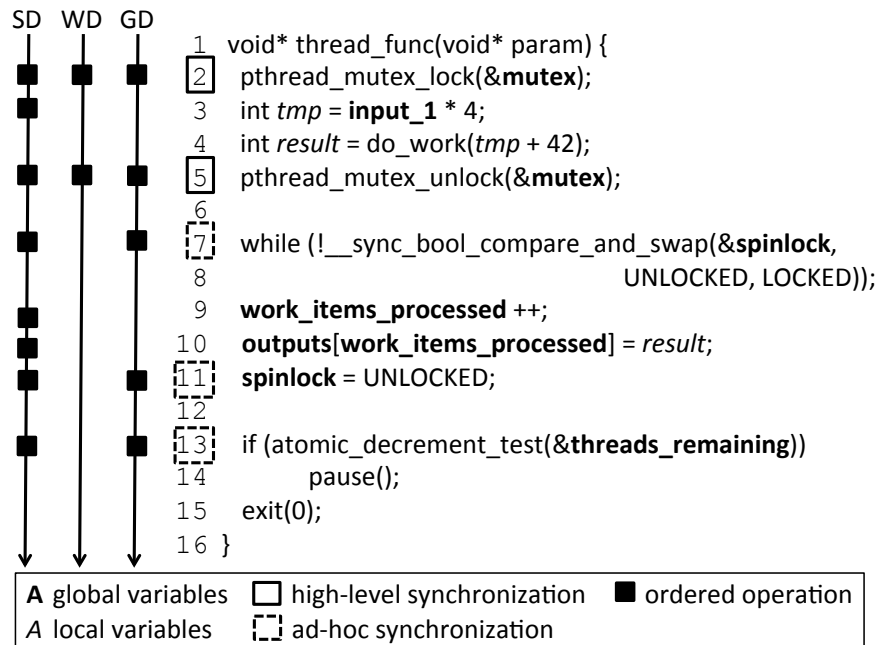 SD WD GD
1 void* thread_func(void* param) {
2 pthread_mutex_lock(&mutex);
3 int tmp = input_1 * 4;
4 int result = do_work(tmp + 42);
5 pthread_mutex_unlock(&mutex);
6
7 while (!__sync_bool_compare_and_swap(&spinlock,
8 UNLOCKED, LOCKED));
9 work_items_processed ++;
10 outputs[work_items_processed] = result;
11 spinlock = UNLOCKED;
12
13 if (atomic_decrement_test(&threads_remaining))
14 pause();
15 exit(0);
16 }
A global variables high-level synchronization ordered operation
A local variables ad-hoc synchronization